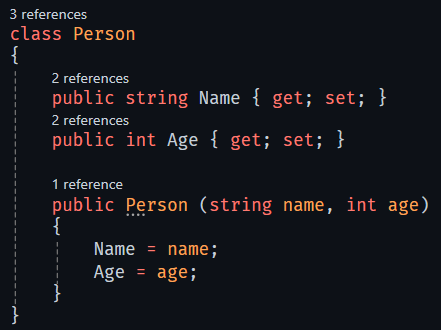 3 references
class Person
{
2 references
public string Name { get; set; }
2 references
public int Age { get; set; }
1 reference
public Person (string name, int age)
{
Name = name;
Age = age;
}
}